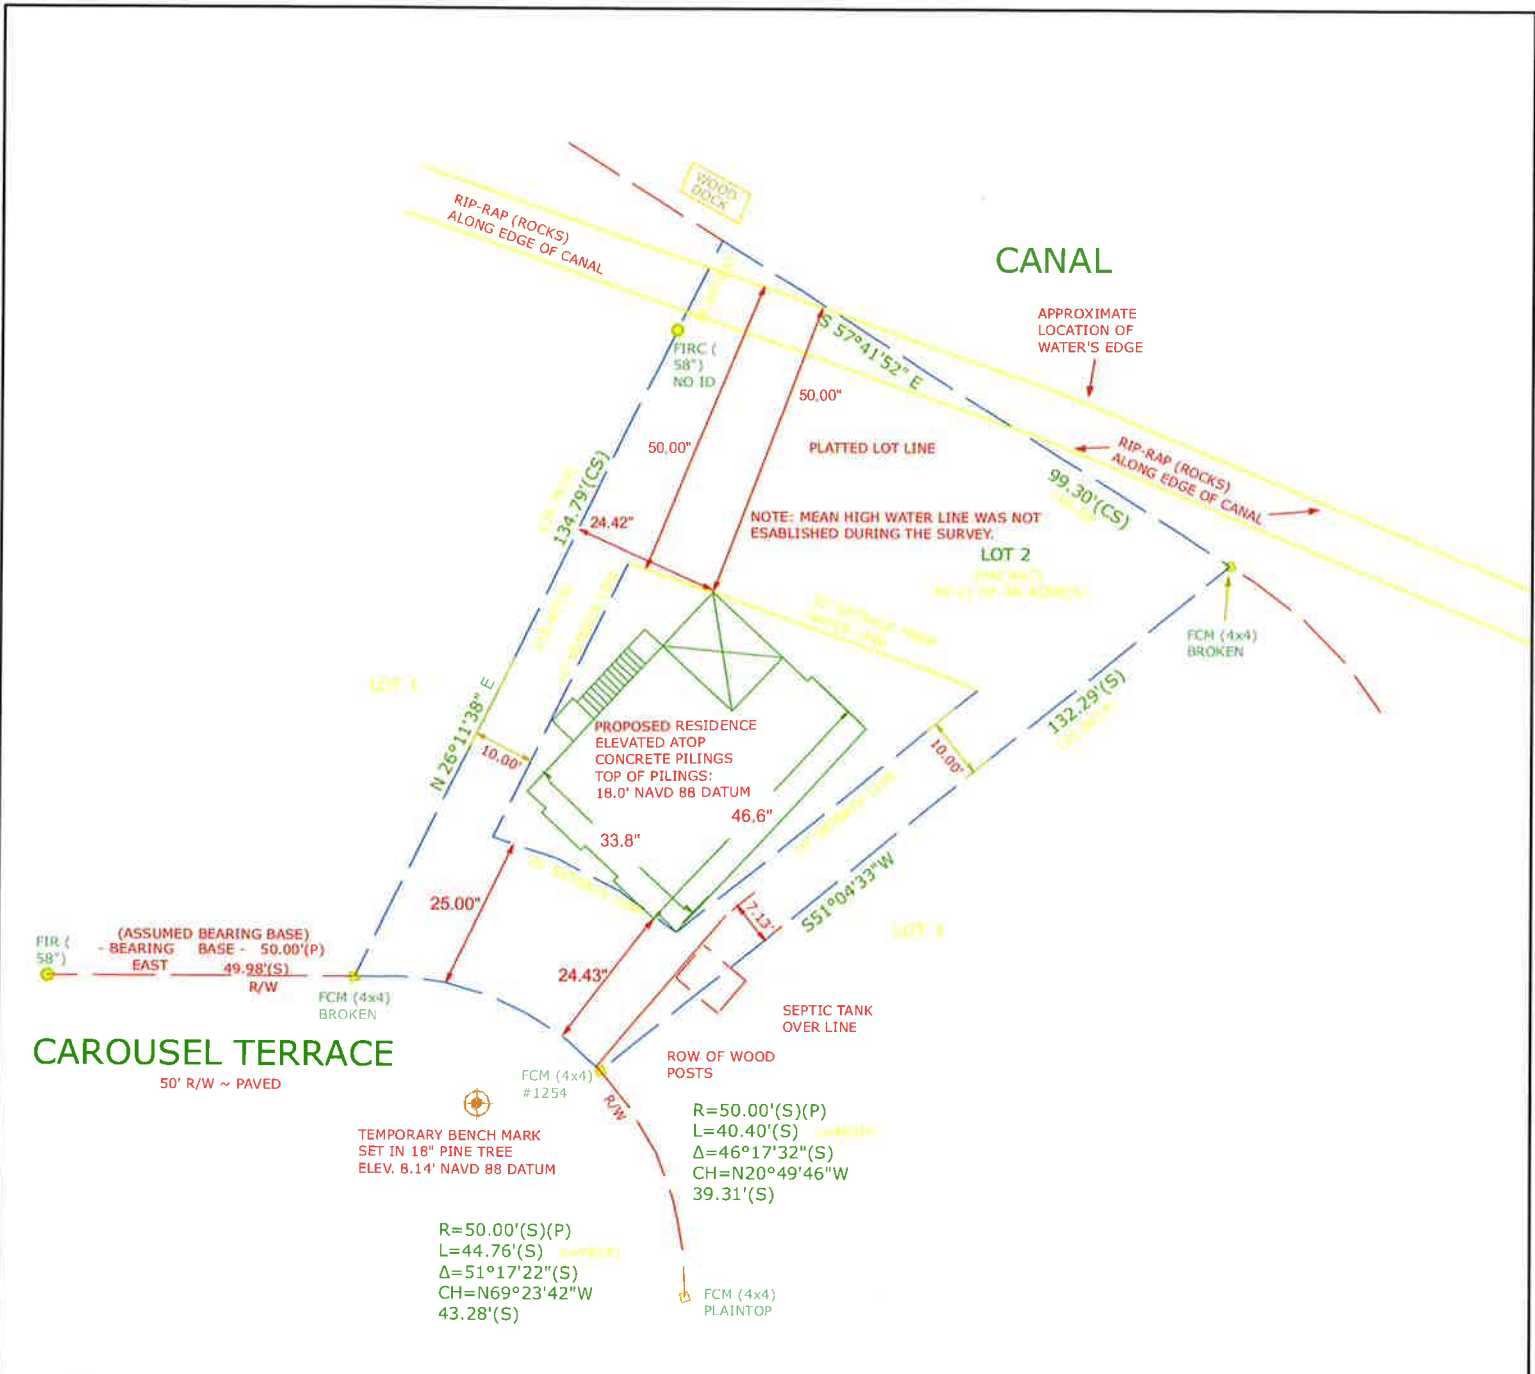 WOOD
DOCK
RIP-RAP (ROCKS)
ALONG EDGE OF CANAL
CANAL
APPROXIMATE
LOCATION OF
WATER'S EDGE
S 57°41'52" E
FIRC (
58")
NO ID
50.00"
50.00"
PLATTED LOT LINE
RIP-RAP (ROCKS)
ALONG EDGE OF CANAL
99.30'(CS)
134.79'(CS)
24.42"
NOTE: MEAN HIGH WATER LINE WAS NOT
ESABLISHED DURING THE SURVEY.
LOT 2
FCM (4x4)
BROKEN
LOT 1
N 26°11'38" E
132.29'(S)
10.00'
10.00'
PROPOSED RESIDENCE
ELEVATED ATOP
CONCRETE PILINGS
TOP OF PILINGS:
18.0' NAVD 88 DATUM
46.6"
33.8"
S51°04'33"W
25.00"
7.13'
LOT 3
(ASSUMED BEARING BASE)
- BEARING BASE - 50.00'(P)
EAST 49.98'(S)
R/W
FIR (
58")
24.43"
FCM (4x4)
BROKEN
SEPTIC TANK
OVER LINE
CAROUSEL TERRACE
50' R/W ~ PAVED
ROW OF WOOD
POSTS
FCM (4x4)
#1254
R/W
TEMPORARY BENCH MARK
SET IN 18" PINE TREE
ELEV. 8.14' NAVD 88 DATUM
R=50.00'(S)(P)
L=40.40'(S)
Δ=46°17'32"(S)
CH=N20°49'46"W
39.31'(S)
R=50.00'(S)(P)
L=44.76'(S)
Δ=51°17'22"(S)
CH=N69°23'42"W
43.28'(S)
FCM (4x4)
PLAINTOP